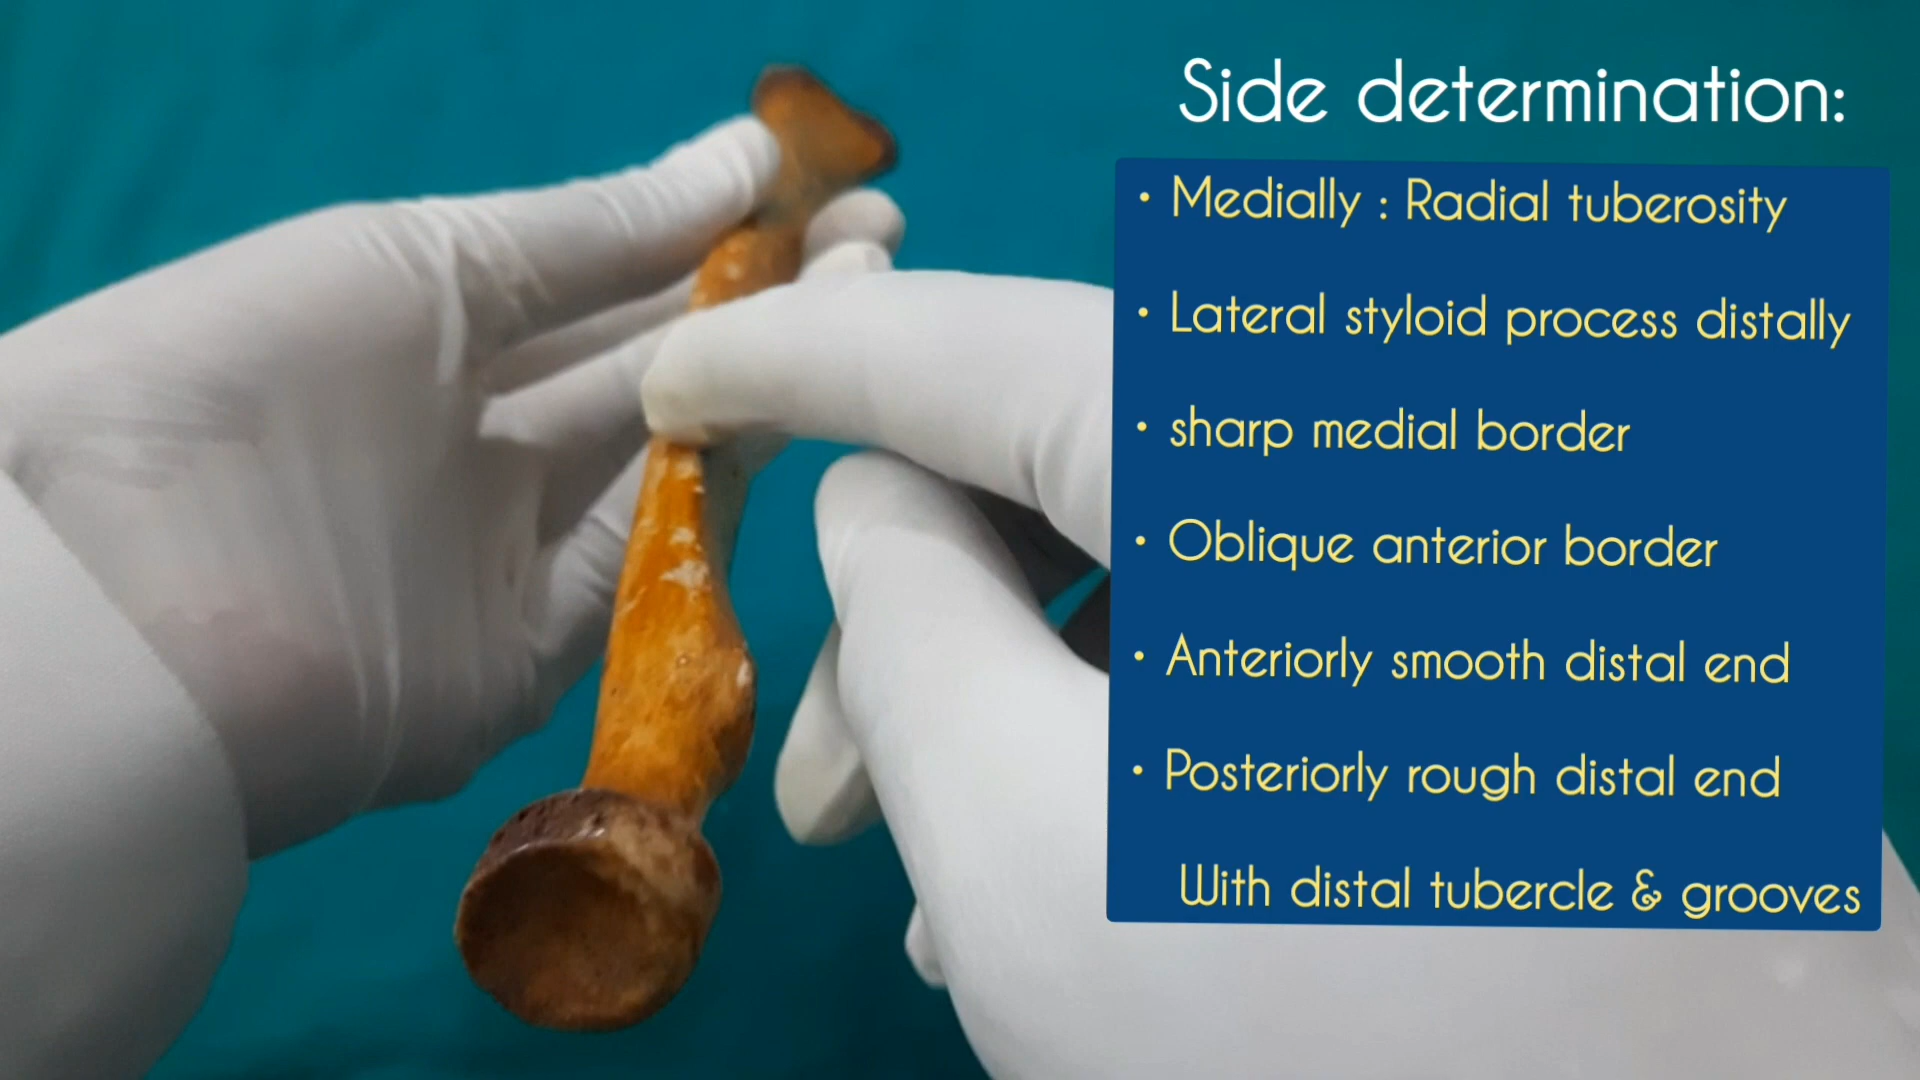 Side determination:
• Medially : Radial tuberosity
• Lateral styloid process distally
• sharp medial border
• Oblique anterior border
• Anteriorly smooth distal end
• Posteriorly rough distal end
With distal tubercle & grooves